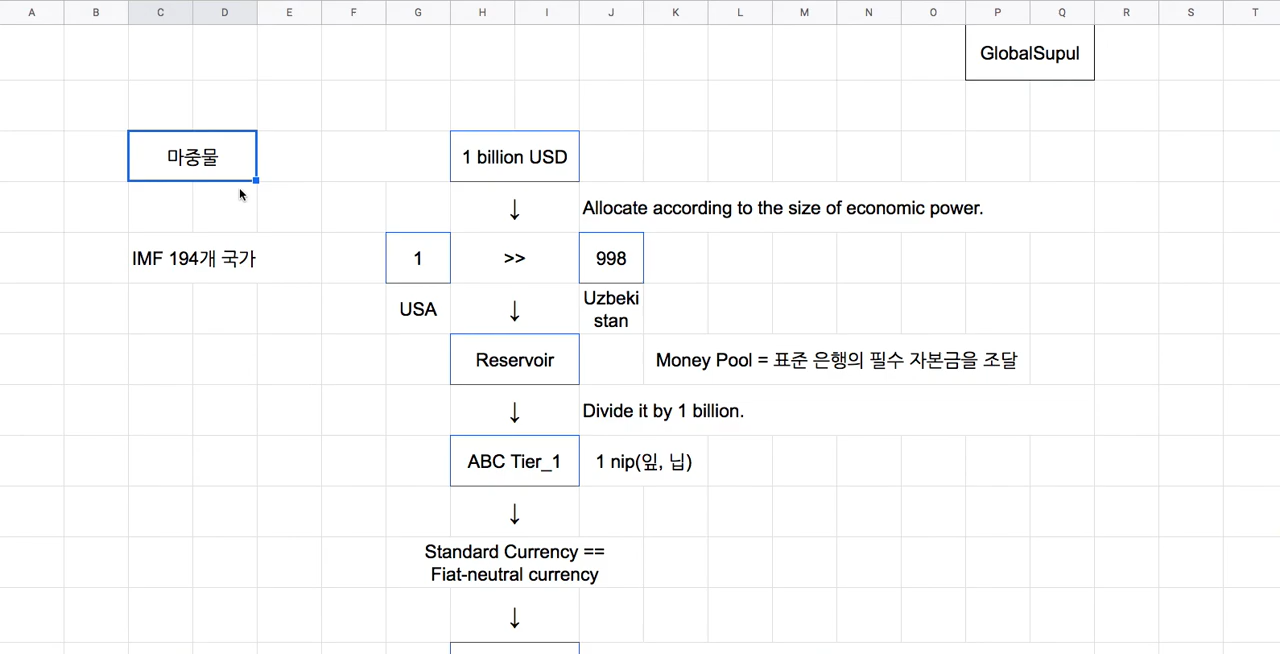 A B C D E F G H I J K L M N O P Q R S T
GlobalSupul
마중물
1 billion USD
↓
Allocate according to the size of economic power.
IMF 194개 국가
1
>>
998
USA
↓
Uzbeki
stan
Reservoir
Money Pool = 표준 은행의 필수 자본금을 조달
↓
Divide it by 1 billion.
ABC Tier_1
1 nip(잎, 닙)
↓
Standard Currency ==
Fiat-neutral currency
↓